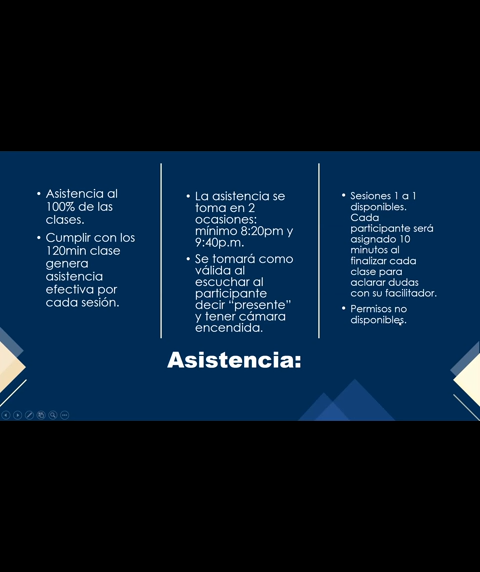 • Asistencia al
100% de las
clases.
• Cumplir con los
120min clase
genera
asistencia
efectiva por
cada sesión.
• La asistencia se
toma en 2
ocasiones:
mínimo 8:20pm y
9:40p.m.
• Se tomará como
válida al
escuchar al
participante
decir “presente”
y tener cámara
encendida.
• Sesiones 1 a 1
disponibles.
Cada
participante será
asignado 10
minutos al
finalizar cada
clase para
aclarar dudas
con su facilitador.
• Permisos no
disponibles.
Asistencia: